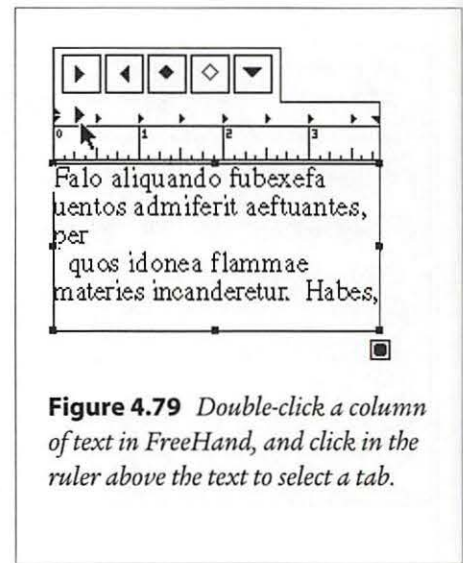 0 1 2 3
Falo aliquando fubexefa
uentos admiferit aeftuantes,
per
quos idonea flammae
materies incanderetur. Habes,
Figure 4.79 Double-click a column
of text in FreeHand, and click in the
ruler above the text to select a tab.